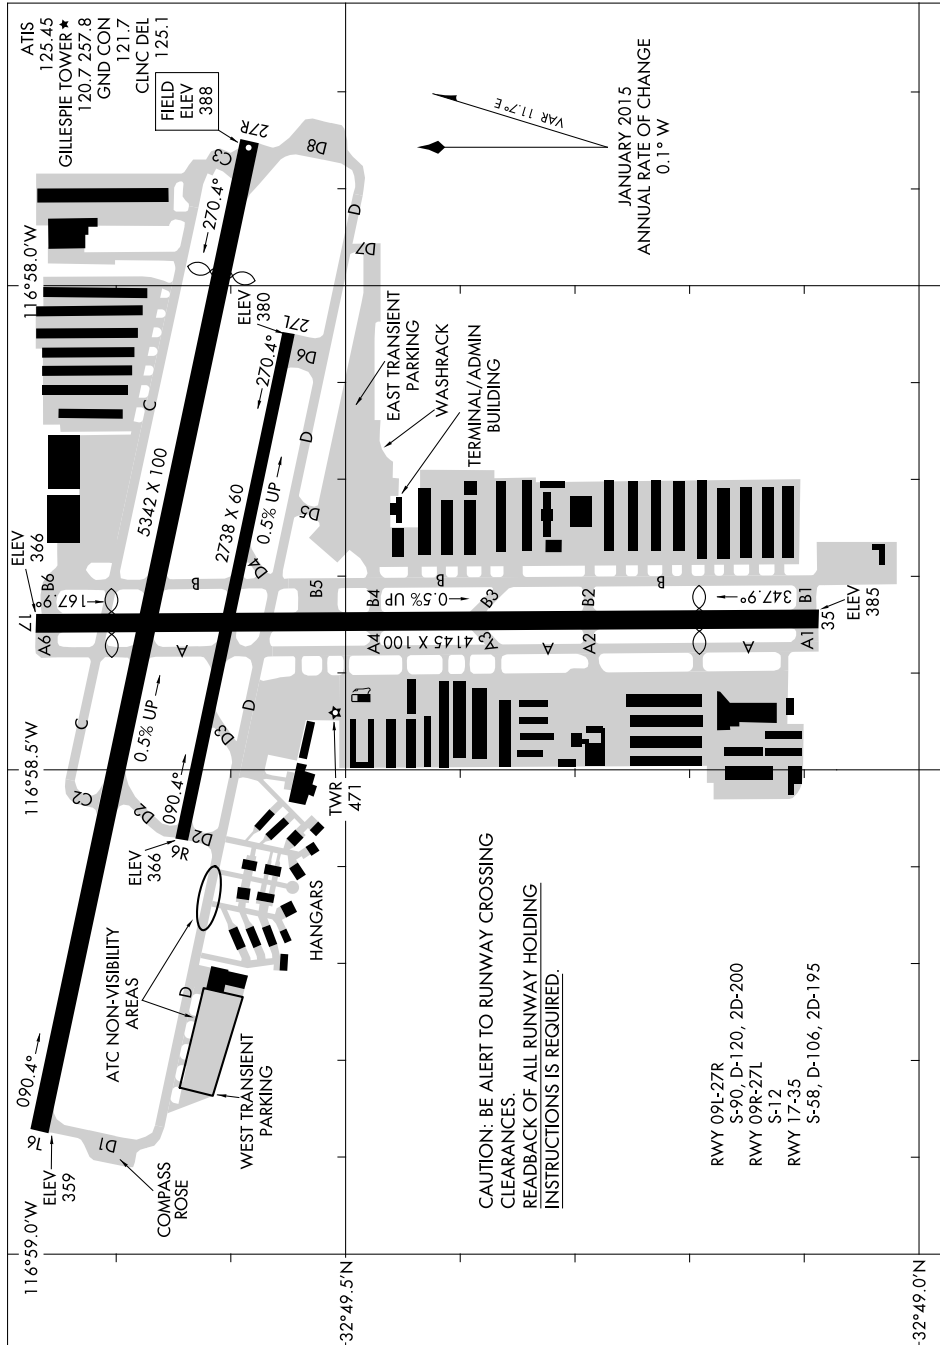 ATIS
125.45
GILLESPIE TOWER★
120.7 257.8
GND CON
121.7
CLNC DEL
125.1
FIELD
ELEV
388
27R
C3
D8
270.4°
116°58.0'W
D
D7
VAR 11.7°E
JANUARY 2015
ANNUAL RATE OF CHANGE
0.1° W
ELEV
380
27L
D6
270.4°
C
5342 X 100
2738 X 60
0.5% UP
D
D5
D4
EAST TRANSIENT
PARKING
WASHRACK
TERMINAL/ADMIN
BUILDING
ELEV
366
17
B6
A6
167.9°
B
A
B5
B4
A4
0.5% UP
4145 X 100
B
B3
A3
B2
A2
A
B
347.9°
A
B1
A1
35
ELEV
385
C
0.5% UP
D
D3
116°58.5'W
C2
D2
090.4°
D2
9R
ELEV
366
TWR
471
HANGARS
ATC NON-VISIBILITY
AREAS
D
WEST TRANSIENT
PARKING
090.4°
9L
ELEV
359
D1
COMPASS
ROSE
116°59.0'W
32°49.5'N
32°49.0'N
CAUTION: BE ALERT TO RUNWAY CROSSING
CLEARANCES.
READBACK OF ALL RUNWAY HOLDING
INSTRUCTIONS IS REQUIRED.
RWY 09L-27R
S-90, D-120, 2D-200
RWY 09R-27L
S-12
RWY 17-35
S-58, D-106, 2D-195